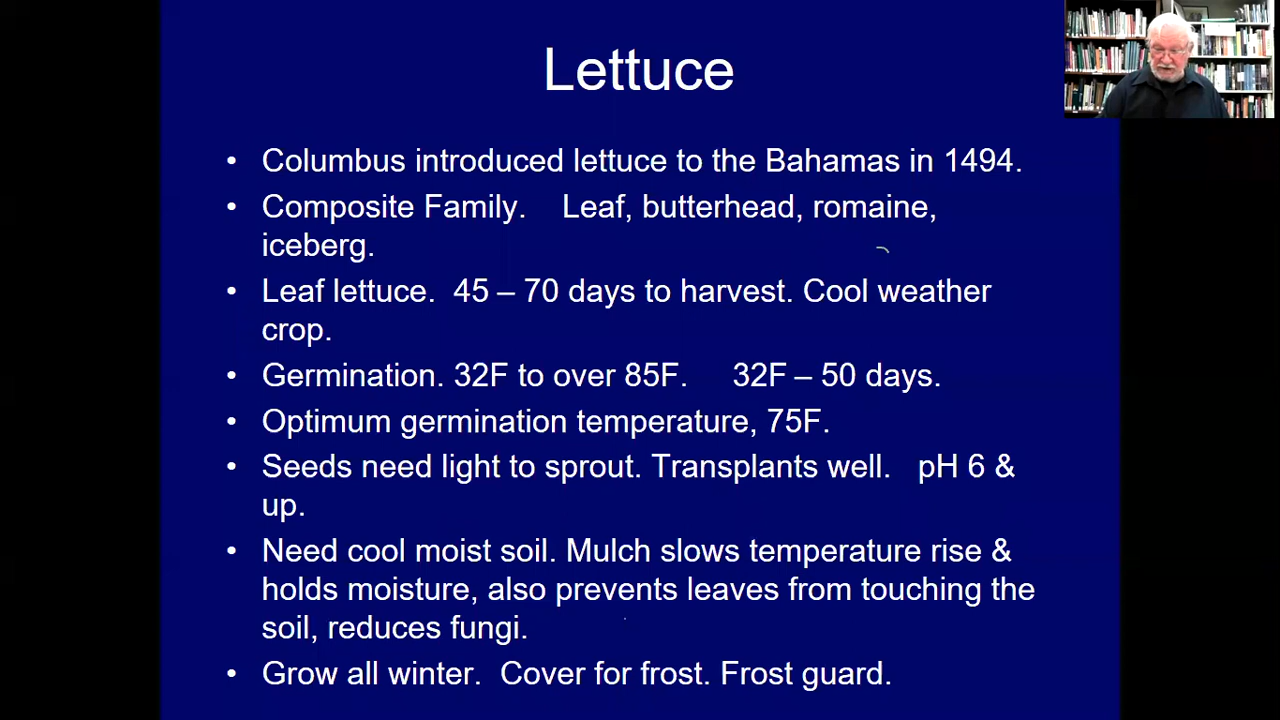 Lettuce
• Columbus introduced lettuce to the Bahamas in 1494.
• Composite Family. Leaf, butterhead, romaine,
iceberg.
• Leaf lettuce. 45 – 70 days to harvest. Cool weather
crop.
• Germination. 32F to over 85F. 32F – 50 days.
• Optimum germination temperature, 75F.
• Seeds need light to sprout. Transplants well. pH 6 &
up.
• Need cool moist soil. Mulch slows temperature rise &
holds moisture, also prevents leaves from touching the
soil, reduces fungi.
• Grow all winter. Cover for frost. Frost guard.